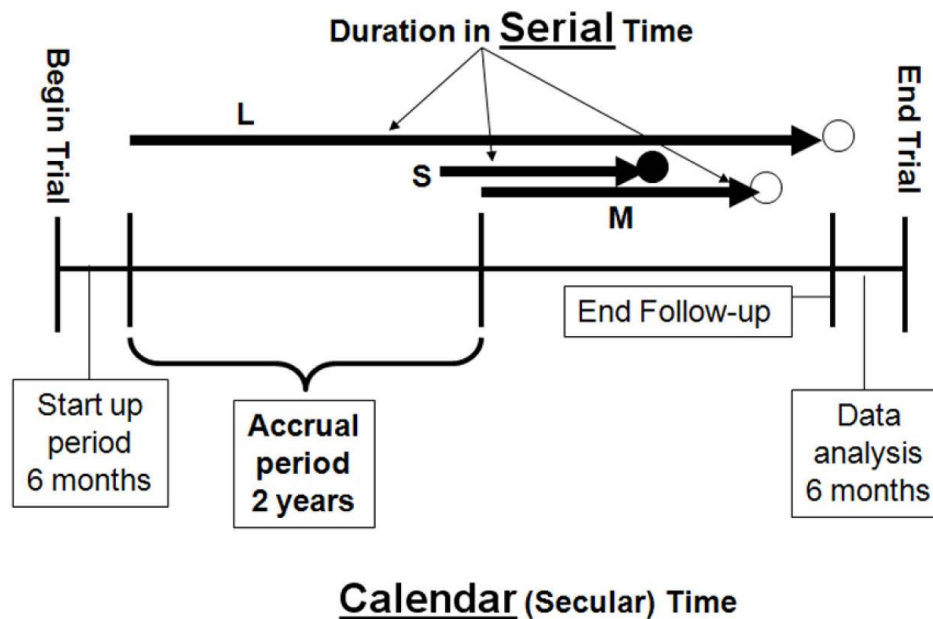 Duration in Serial Time
Begin Trial
End Trial
L
S
M
End Follow-up
Start up
period
6 months
Accrual
period
2 years
Data
analysis
6 months
Calendar (Secular) Time